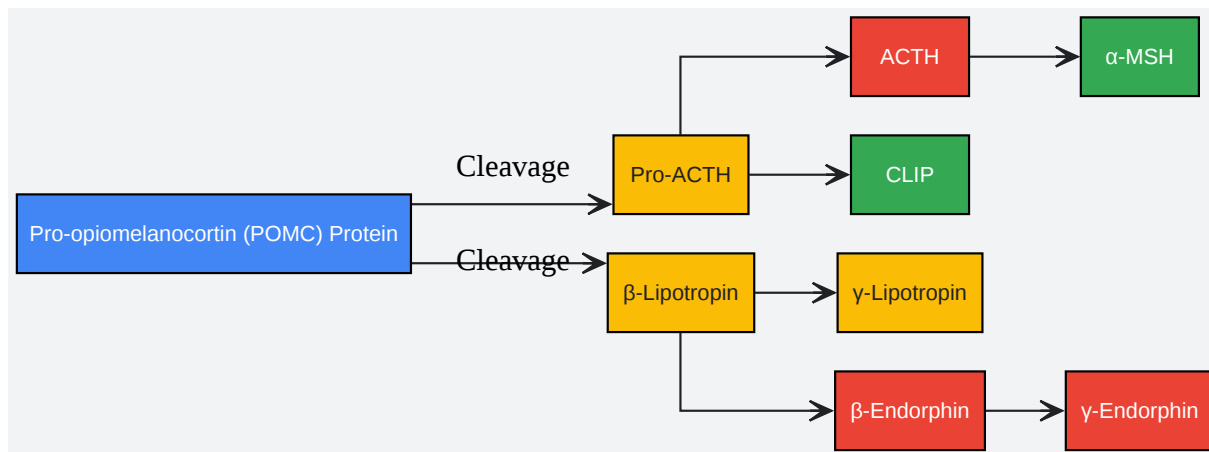 ACTH
α-MSH
Cleavage
Pro-ACTH
CLIP
Pro-opiomelanocortin (POMC) Protein
Cleavage
β-Lipotropin
γ-Lipotropin
β-Endorphin
γ-Endorphin